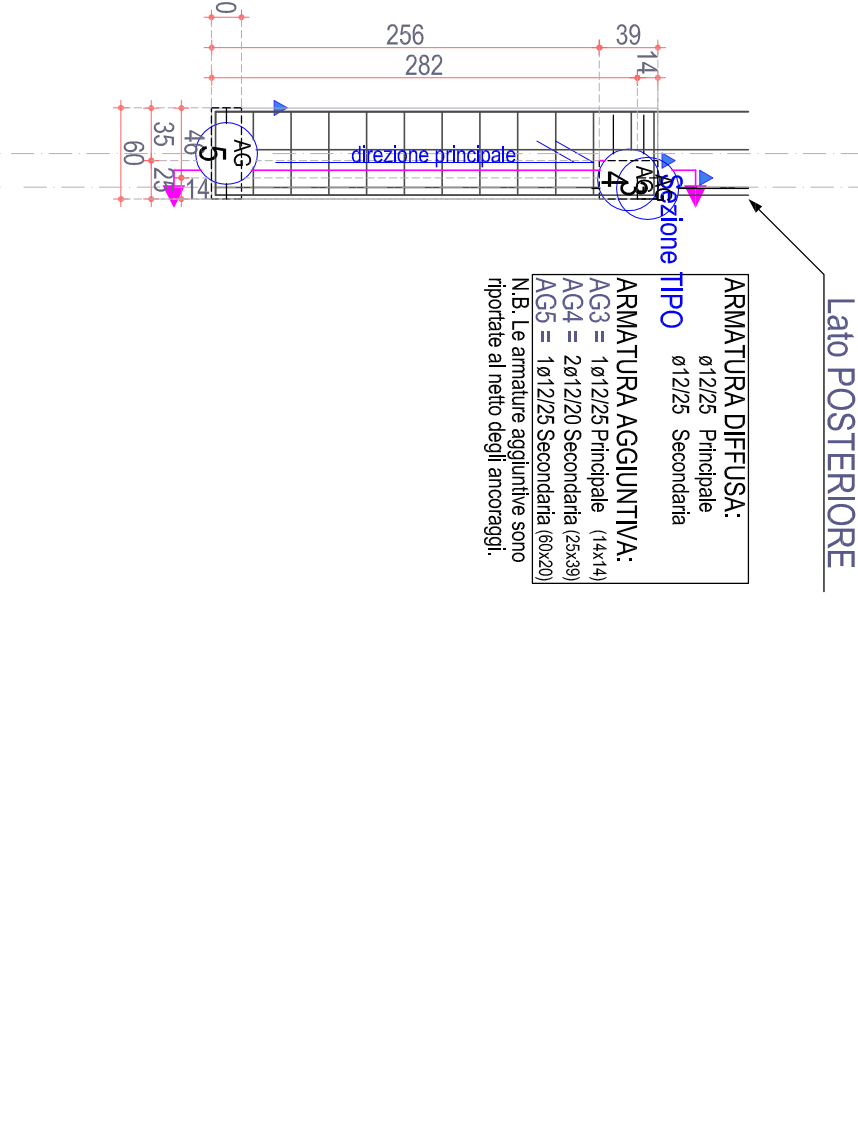 256
39
282
14
0
35
46
60
25
14
AG
5
direzione principale
AG
4
3
AG
Sezione TIPO
Lato POSTERIORE
ARMATURA DIFFUSA:
ø12/25 Principale
ø12/25 Secondaria
ARMATURA AGGIUNTIVA:
AG3 = 1ø12/25 Principale (14x14)
AG4 = 2ø12/20 Secondaria (25x39)
AG5 = 1ø12/25 Secondaria (60x20)
N.B. Le armature aggiuntive sono
riportate al netto degli ancoraggi.